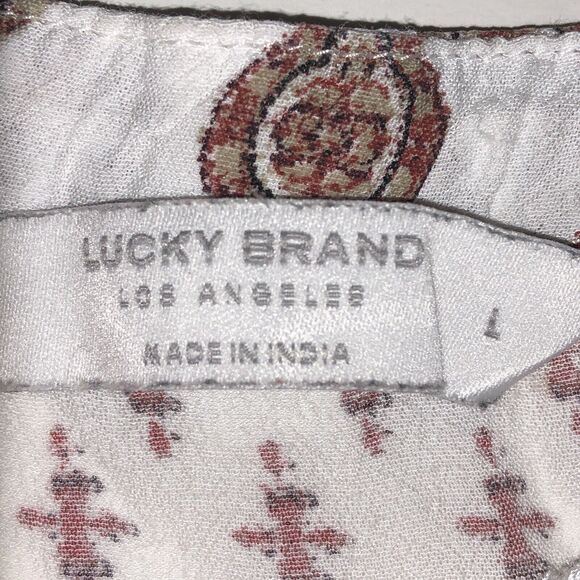 LUCKY BRAND
LOS ANGELES
MADE IN INDIA
L